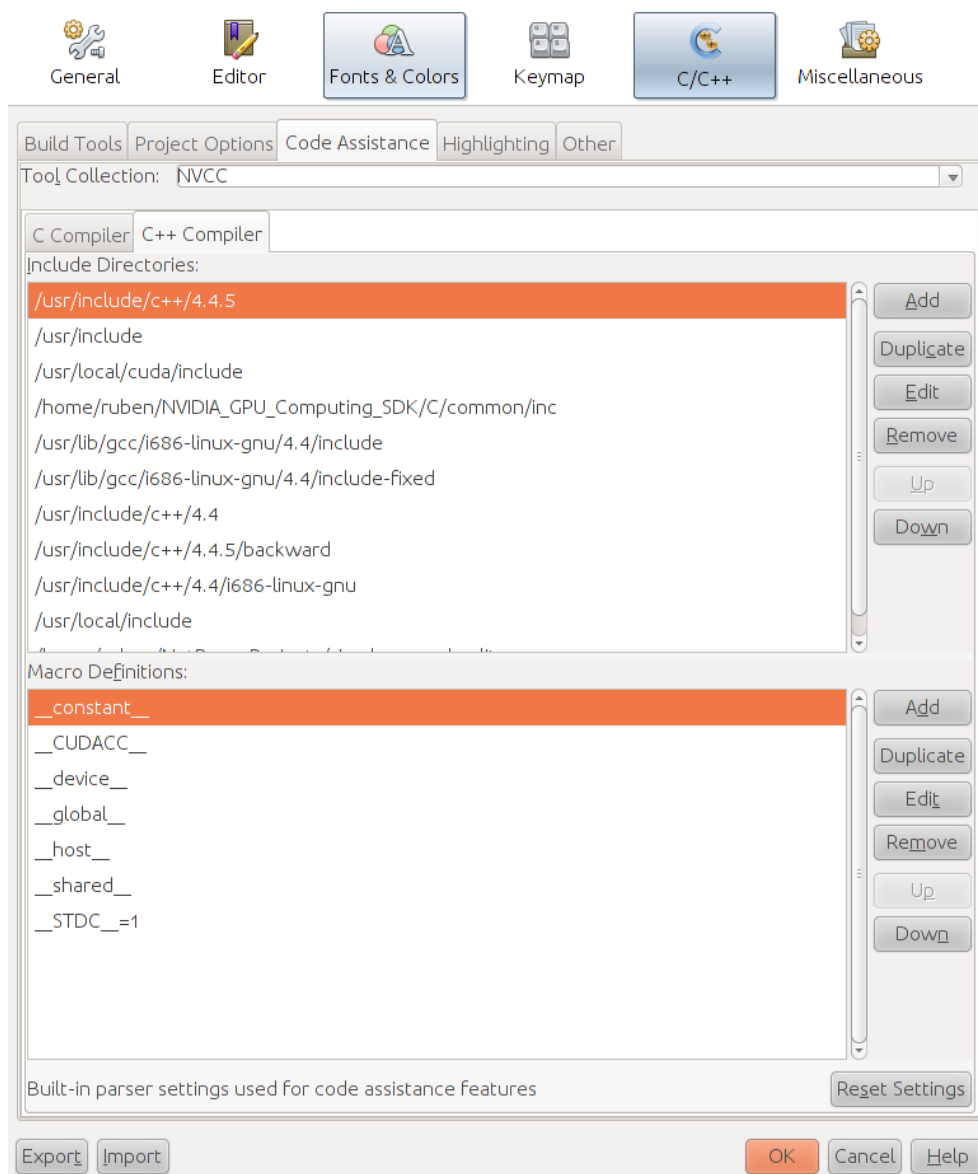 General Editor Fonts & Colors Keymap C/C++ Miscellaneous
Build Tools Project Options Code Assistance Highlighting Other
Tool Collection: NVCC
C Compiler C++ Compiler
Include Directories:
/usr/include/c++/4.4.5
/usr/include
/usr/local/cuda/include
/home/ruben/NVIDIA_GPU_Computing_SDK/C/common/inc
/usr/lib/gcc/i686-linux-gnu/4.4/include
/usr/lib/gcc/i686-linux-gnu/4.4/include-fixed
/usr/include/c++/4.4
/usr/include/c++/4.4.5/backward
/usr/include/c++/4.4/i686-linux-gnu
/usr/local/include
Add
Duplicate
Edit
Remove
Up
Down
Macro Definitions:
__constant__
__CUDACC__
__device__
__global__
__host__
__shared__
__STDC__=1
Add
Duplicate
Edit
Remove
Up
Down
Built-in parser settings used for code assistance features
Reset Settings
Export Import OK Cancel Help